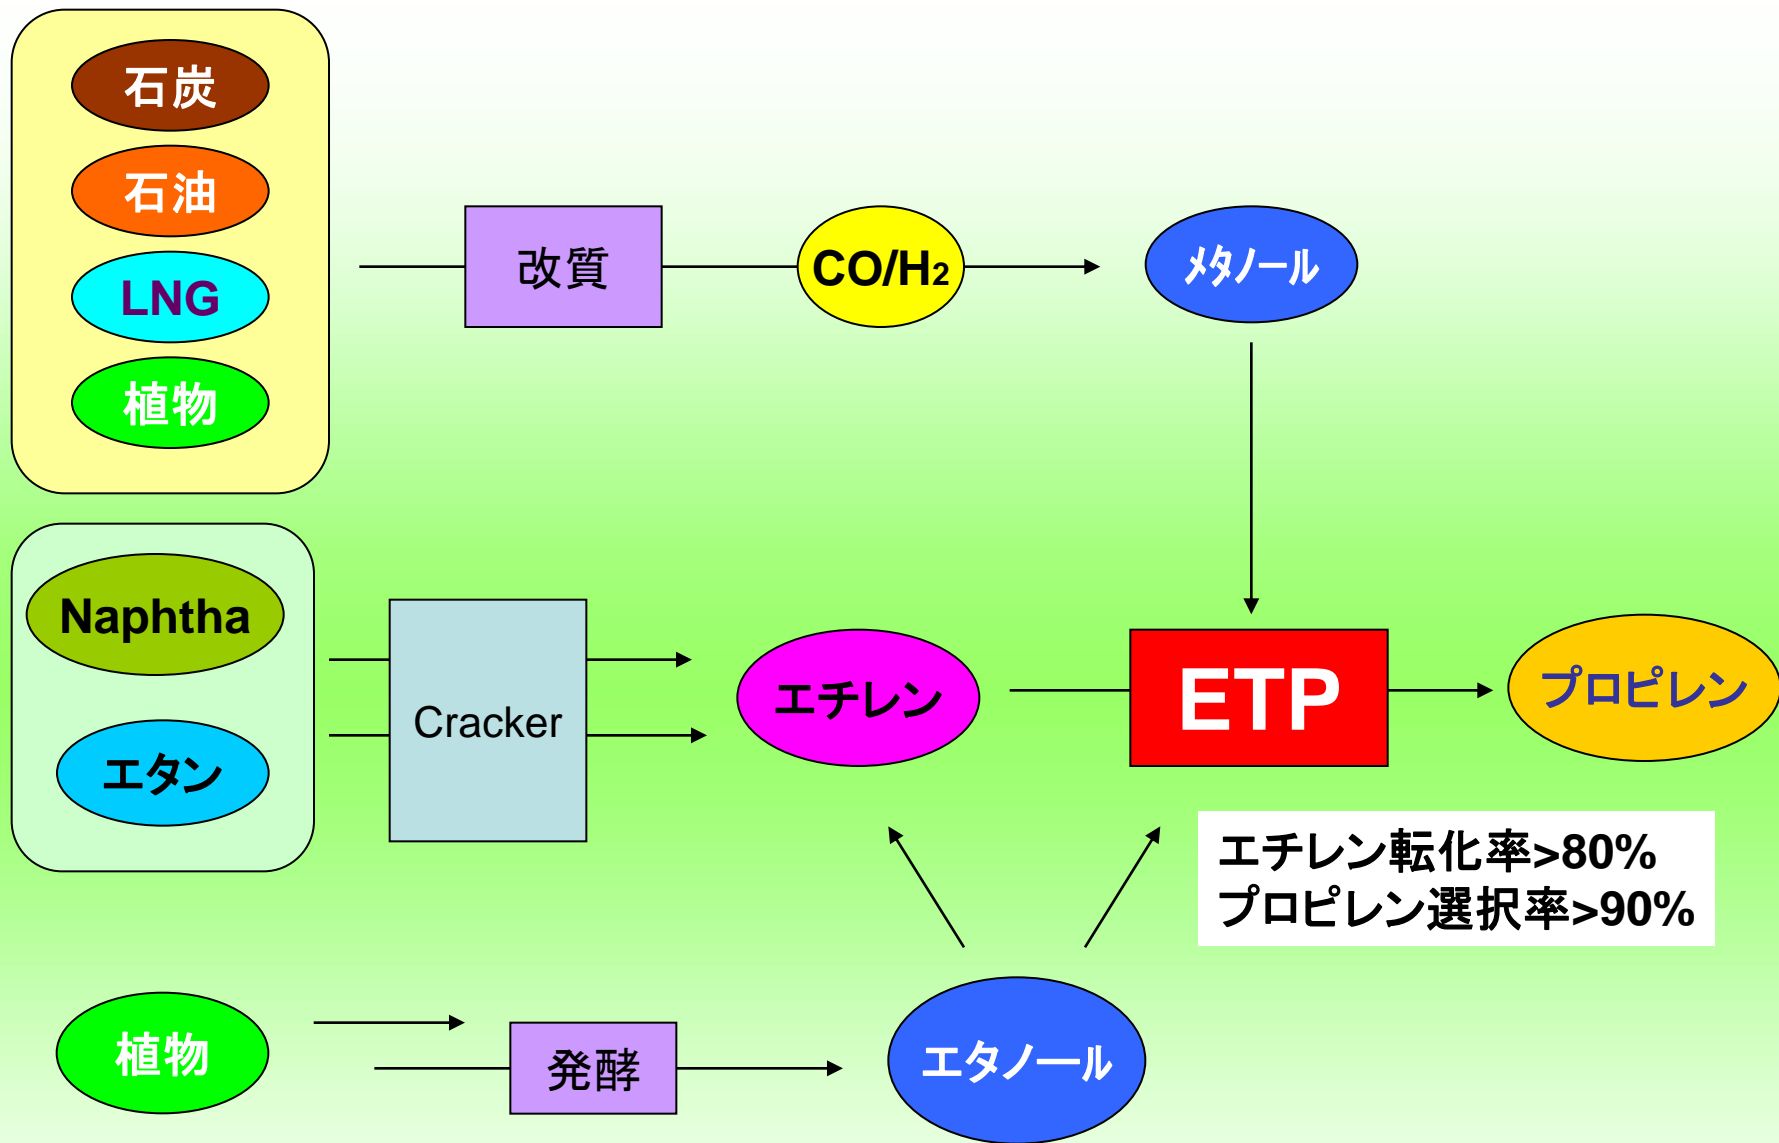 石炭
石油
LNG
植物
改質
CO/H2
ﾒﾀﾉｰﾙ
Naphtha
エタン
Cracker
エチレン
ETP
プロピレン
エチレン転化率>80%
プロピレン選択率>90%
植物
発酵
エタノール